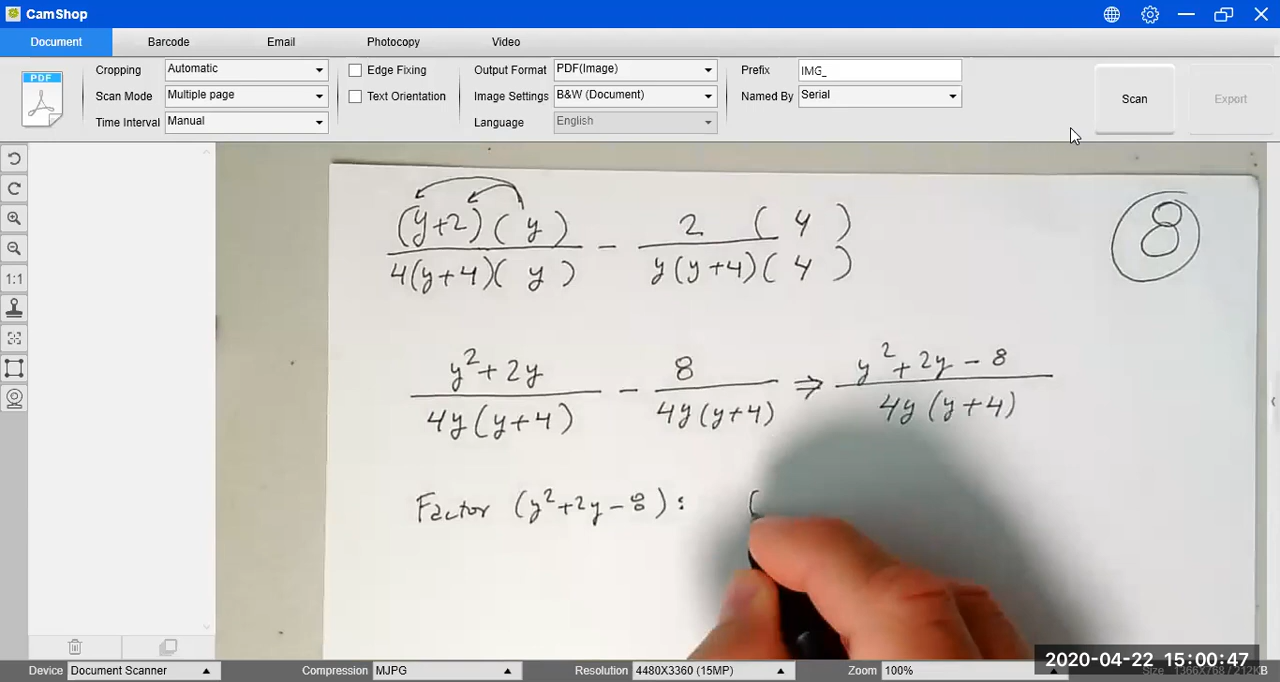 CamShop
Document Barcode Email Photocopy Video
Cropping Automatic Edge Fixing Output Format PDF(Image) Prefix IMG_
PDF Scan Mode Multiple page Text Orientation Image Settings B&W (Document) Named By Serial Scan Export
Time Interval Manual Language English
1:1
(y+2)(y) / 4(y+4)(y) - 2(4) / y(y+4)(4)
8
y²+2y / 4y(y+4) - 8 / 4y(y+4) ⇒ y²+2y-8 / 4y(y+4)
Factor (y²+2y-8): (
2020-04-22 15:00:47
Device Document Scanner Compression MJPG Resolution 4480X3360 (15MP) Zoom 100%